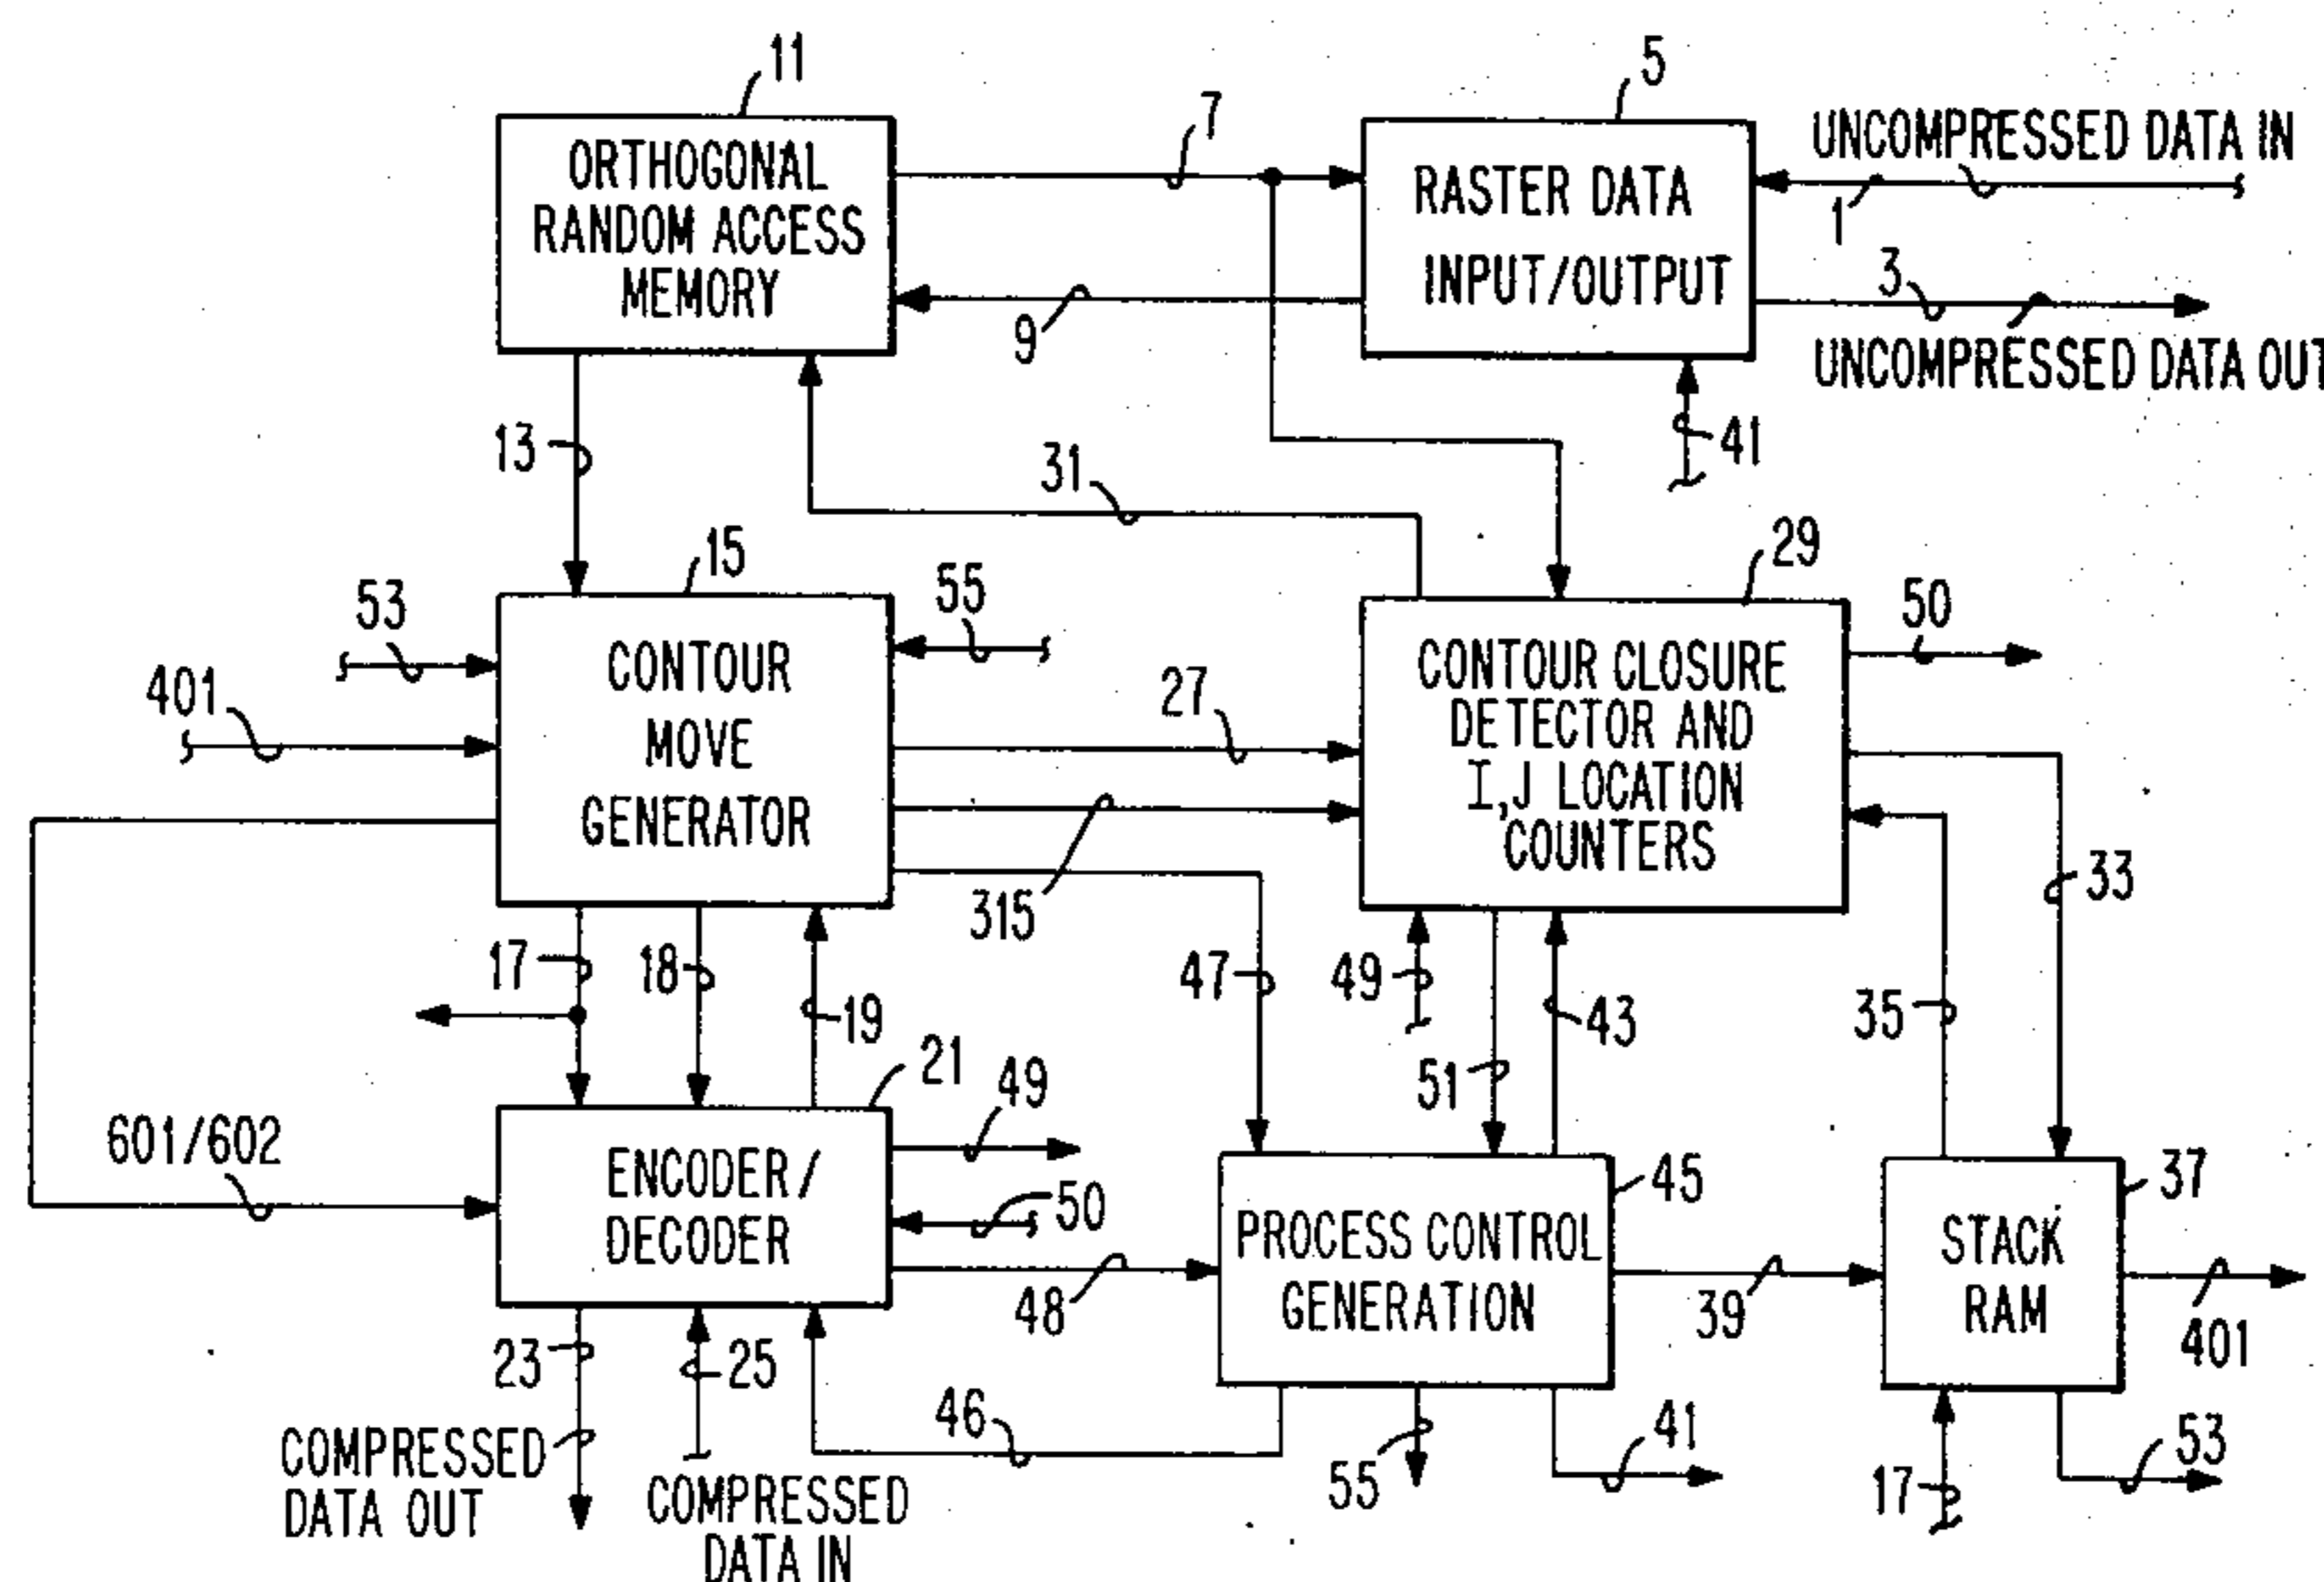 11
5
7
UNCOMPRESSED DATA IN
ORTHOGONAL
RANDOM ACCESS
MEMORY
RASTER DATA
INPUT/OUTPUT
1
3
9
UNCOMPRESSED DATA OUT
13
31
41
15
29
53
55
50
401
CONTOUR
MOVE
GENERATOR
27
CONTOUR CLOSURE
DETECTOR AND
I,J LOCATION
COUNTERS
315
33
17
18
19
47
49
51
43
35
21
49
601/602
ENCODER/
DECODER
50
48
45
PROCESS CONTROL
GENERATION
39
37
STACK
RAM
401
23
25
46
55
41
17
53
COMPRESSED
DATA OUT
COMPRESSED
DATA IN